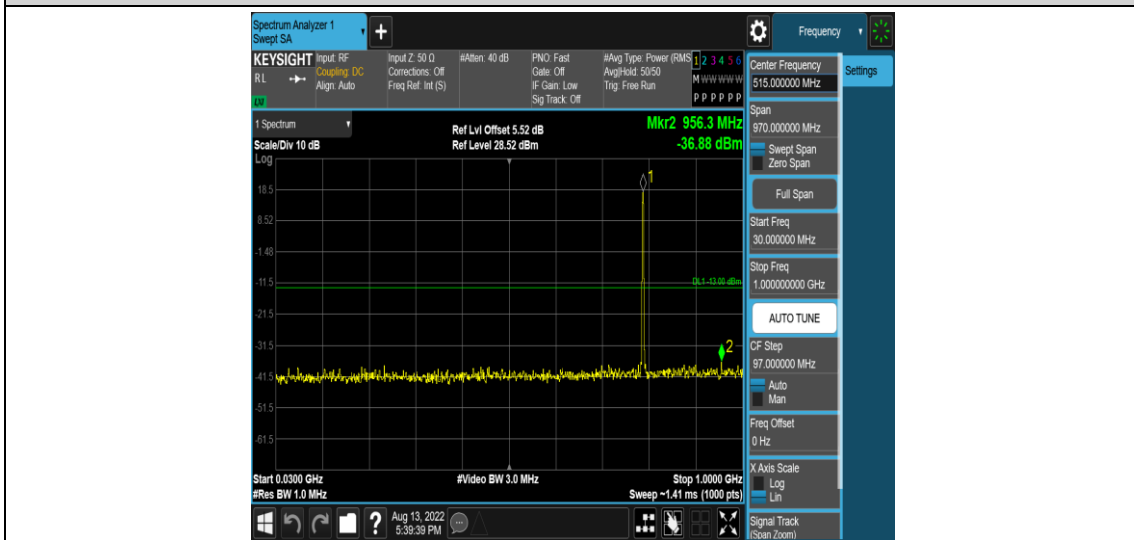 Spectrum Analyzer 1
Swept SA
+
Frequency
KEYSIGHT
RL
LXI
Input: RF
Coupling: DC
Align: Auto
Input Z: 50 Ω
Corrections: Off
Freq Ref: Int (S)
#Atten: 40 dB
PNO: Fast
Gate: Off
IF Gain: Low
Sig Track: Off
#Avg Type: Power (RMS
Avg|Hold: 50/50
Trig: Free Run
1 2 3 4 5 6
M W W W W W
P P P P P P
1 Spectrum
Scale/Div 10 dB
Log
Ref Lvl Offset 5.52 dB
Ref Level 28.52 dBm
Mkr2 956.3 MHz
-36.88 dBm
1
18.5
8.52
-1.48
-11.5
DL1 -13.00 dBm
-21.5
-31.5
2
-41.5
-51.5
-61.5
Start 0.0300 GHz
#Res BW 1.0 MHz
#Video BW 3.0 MHz
Stop 1.0000 GHz
Sweep ~1.41 ms (1000 pts)
?
Aug 13, 2022
5:39:39 PM
Center Frequency
515.000000 MHz
Settings
Span
970.000000 MHz
Swept Span
Zero Span
Full Span
Start Freq
30.000000 MHz
Stop Freq
1.000000000 GHz
AUTO TUNE
CF Step
97.000000 MHz
Auto
Man
Freq Offset
0 Hz
X Axis Scale
Log
Lin
Signal Track
(Span Zoom)